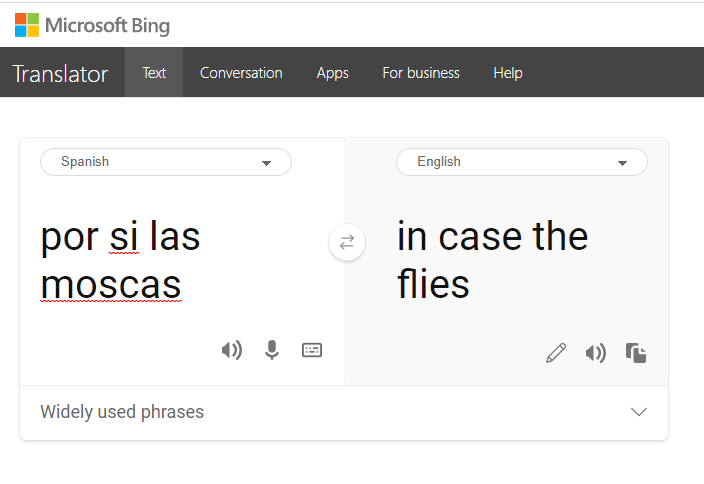 Microsoft Bing
Translator Text Conversation Apps For business Help
Spanish
por si las
moscas
English
in case the
flies
Widely used phrases